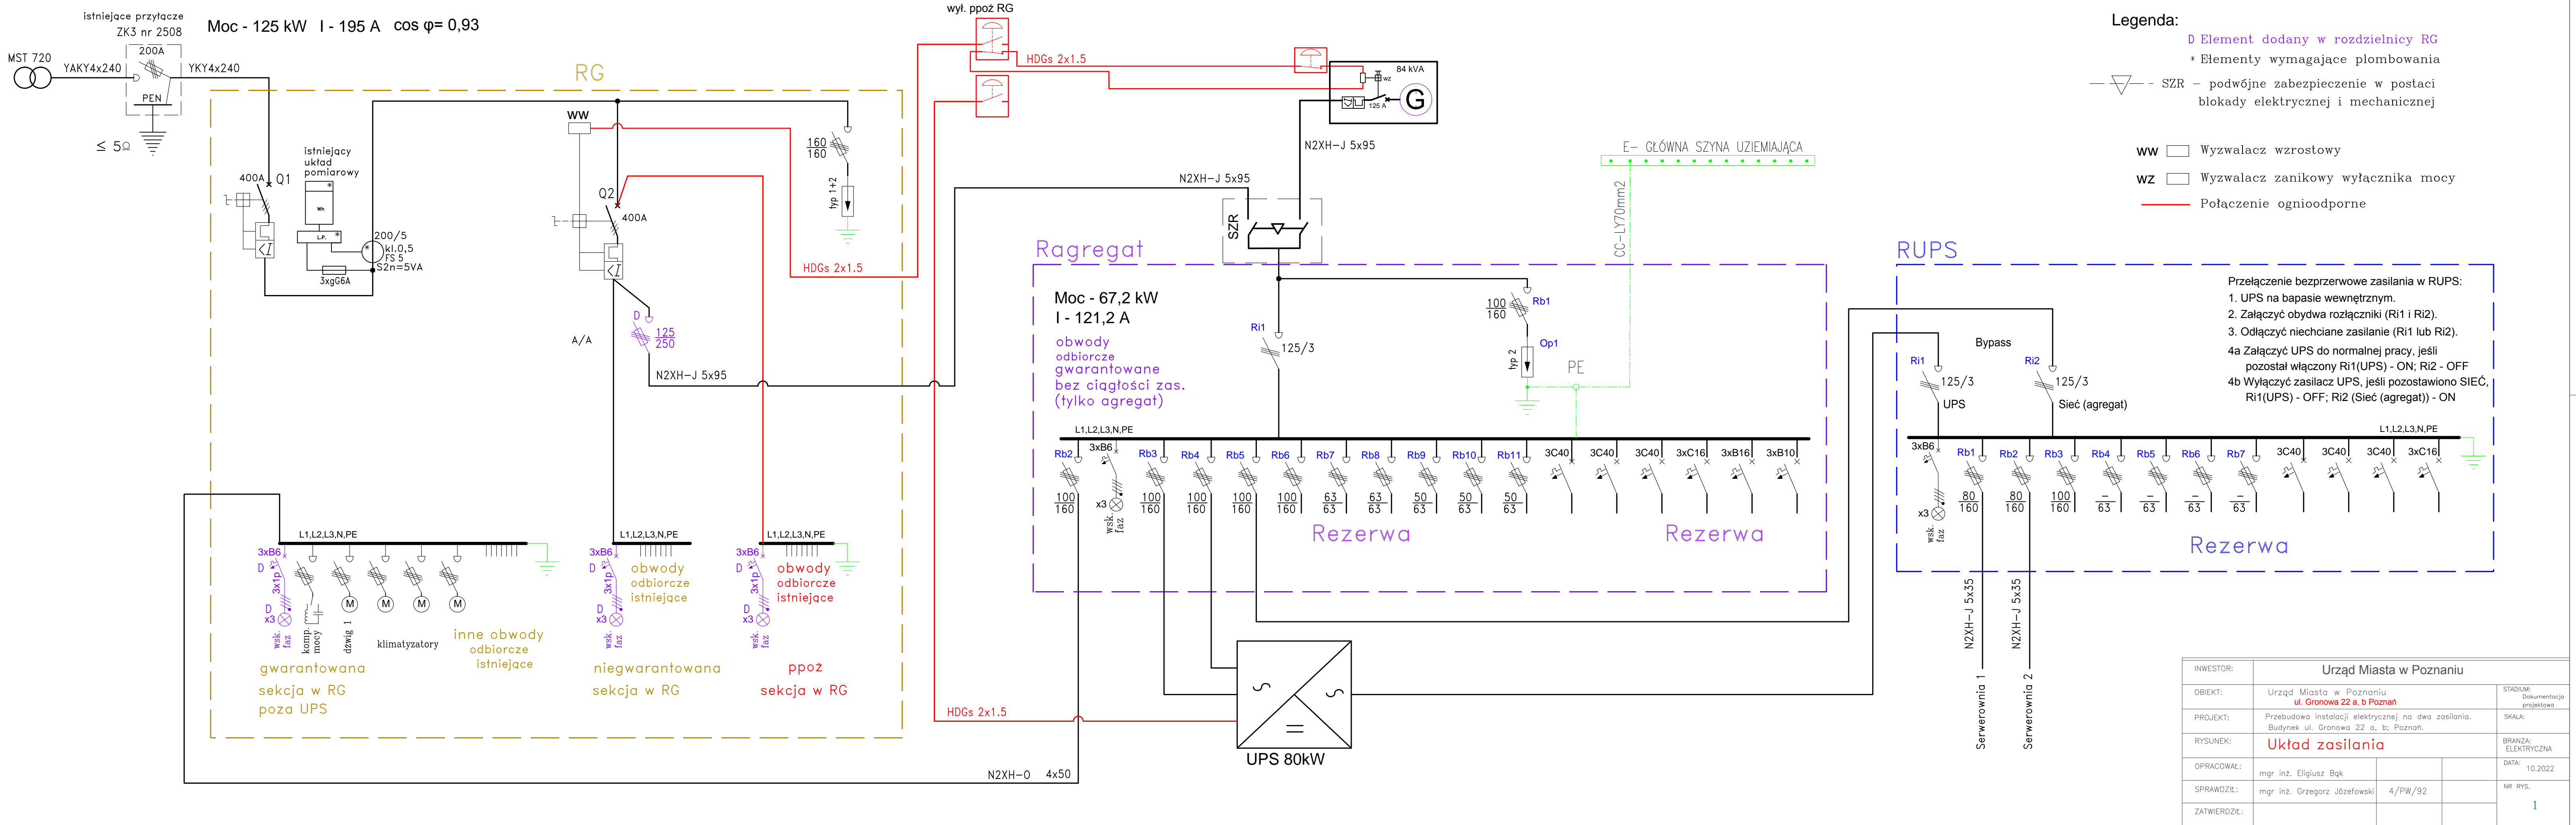 istniejące przyłącze
ZK3 nr 2508
Moc - 125 kW   I - 195 A   cos φ= 0,93
MST 720
YAKY4x240
200A
YKY4x240
PEN
≤ 5Ω
RG
istniejący
układ
pomiarowy
400A
Q1
*
Wh
L.P.
*
*
200/5
kl.0,5
FS 5
S2n=5VA
3xgG6A
WW
Q2
400A
160
160
typ 1+2
HDGs 2x1.5
A/A
D
125
250
N2XH-J 5x95
L1,L2,L3,N,PE
3xB6
D
3x1p
D
x3
wsk.
faz
komp.
mocy
M
M
M
M
dźwig 1
klimatyzatory
inne obwody
odbiorcze
istniejące
gwarantowana
sekcja w RG
poza UPS
L1,L2,L3,N,PE
3xB6
D
3x1p
D
x3
wsk.
faz
obwody
odbiorcze
istniejące
niegwarantowana
sekcja w RG
L1,L2,L3,N,PE
3xB6
D
3x1p
D
x3
wsk.
faz
obwody
odbiorcze
istniejące
ppoż
sekcja w RG
wył. ppoż RG
HDGs 2x1.5
84 kVA
wz
125 A
G
N2XH-J 5x95
N2XH-J 5x95
SZR
E- GŁÓWNA SZYNA UZIEMIAJĄCA
CC-LY70mm2
Ragregat
Moc - 67,2 kW
I - 121,2 A
obwody
odbiorcze
gwarantowane
bez ciągłości zas.
(tylko agregat)
Ri1
125/3
100
160
Rb1
typ 2
Op1
PE
L1,L2,L3,N,PE
Rb2
100
160
3xB6
x3
wsk.
faz
Rb3
100
160
Rb4
100
160
Rb5
100
160
Rb6
100
160
Rb7
63
63
Rb8
63
63
Rb9
50
63
Rb10
50
63
Rb11
50
63
3C40
3C40
3C40
3xC16
3xB16
3xB10
Rezerwa
Rezerwa
HDGs 2x1.5
UPS 80kW
N2XH-O   4x50
RUPS
Przełączenie bezprzerwowe zasilania w RUPS:
1. UPS na bapasie wewnętrznym.
2. Załączyć obydwa rozłączniki (Ri1 i Ri2).
3. Odłączyć niechciane zasilanie (Ri1 lub Ri2).
4a Załączyć UPS do normalnej pracy, jeśli
pozostał włączony Ri1(UPS) - ON; Ri2 - OFF
4b Wyłączyć zasilacz UPS, jeśli pozostawiono SIEĆ,
Ri1(UPS) - OFF; Ri2 (Sieć (agregat)) - ON
Bypass
Ri1
125/3
UPS
Ri2
125/3
Sieć (agregat)
L1,L2,L3,N,PE
3xB6
x3
wsk.
faz
Rb1
80
160
Rb2
80
160
Rb3
100
160
Rb4
–
63
Rb5
–
63
Rb6
–
63
Rb7
–
63
3C40
3C40
3C40
3xC16
Rezerwa
N2XH-J 5x35
Serwerownia 1
N2XH-J 5x35
Serwerownia 2
Legenda:
D Element dodany w rozdzielnicy RG
* Elementy wymagające plombowania
SZR – podwójne zabezpieczenie w postaci
blokady elektrycznej i mechanicznej
WW Wyzwalacz wzrostowy
WZ Wyzwalacz zanikowy wyłącznika mocy
Połączenie ognioodporne
INWESTOR: Urząd Miasta w Poznaniu
OBIEKT: Urząd Miasta w Poznaniu
ul. Gronowa 22 a, b Poznań
STADIUM:
Dokumentacja
projektowa
PROJEKT: Przebudowa instalacji elektrycznej na dwa zasilania.
Budynek ul. Gronowa 22 a, b; Poznań.
SKALA:
RYSUNEK: Układ zasilania
BRANŻA:
ELEKTRYCZNA
OPRACOWAŁ: mgr inż. Eligiusz Bąk
DATA:
10.2022
SPRAWDZIŁ: mgr inż. Grzegorz Józefowski 4/PW/92
NR RYS.
1
ZATWIERDZIŁ: